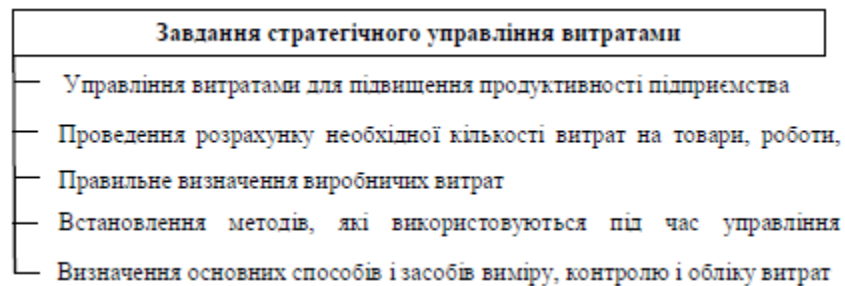 Завдання стратегічного управління витратами
Управління витратами для підвищення продуктивності підприємства
Проведення розрахунку необхідної кількості витрат на товари, роботи,
Правильне визначення виробничих витрат
Встановлення методів, які використовуються під час управління
Визначення основних способів і засобів виміру, контролю і обліку витрат